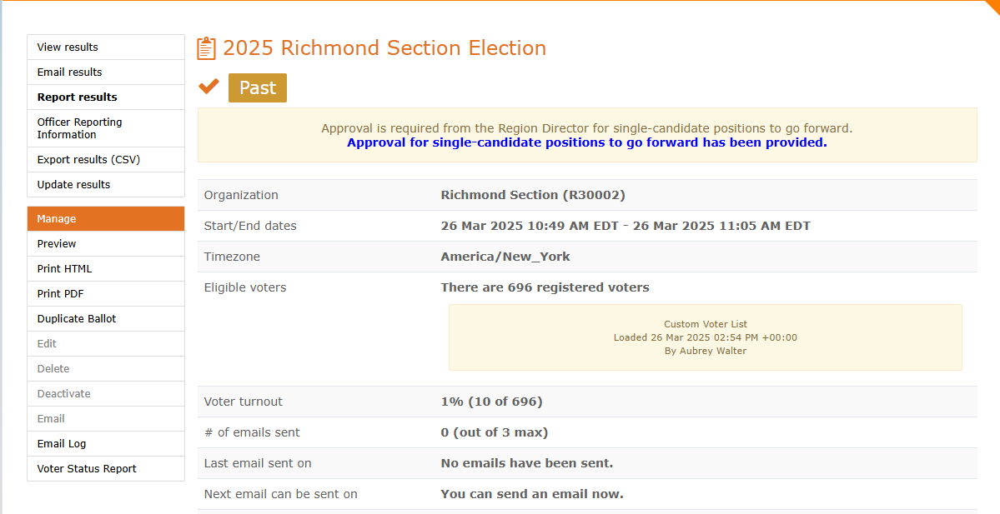 View results
Email results
Report results
Officer Reporting
Information
Export results (CSV)
Update results
Manage
Preview
Print HTML
Print PDF
Duplicate Ballot
Edit
Delete
Deactivate
Email
Email Log
Voter Status Report
2025 Richmond Section Election
Past
Approval is required from the Region Director for single-candidate positions to go forward.
Approval for single-candidate positions to go forward has been provided.
Organization Richmond Section (R30002)
Start/End dates 26 Mar 2025 10:49 AM EDT - 26 Mar 2025 11:05 AM EDT
Timezone America/New_York
Eligible voters There are 696 registered voters
Custom Voter List
Loaded 26 Mar 2025 02:54 PM +00:00
By Aubrey Walter
Voter turnout 1% (10 of 696)
# of emails sent 0 (out of 3 max)
Last email sent on No emails have been sent.
Next email can be sent on You can send an email now.